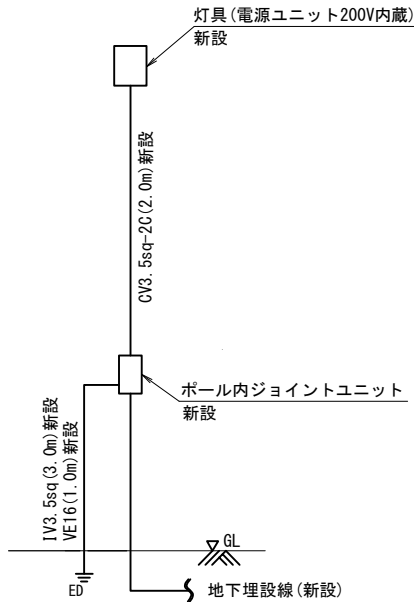 灯具(電源ユニット200V内蔵)
新設
CV3.5sq-2C(2.0m)新設
ポール内ジョイントユニット
新設
IV3.5sq(3.0m)新設
VE16(1.0m)新設
GL
ED
地下埋設線(新設)